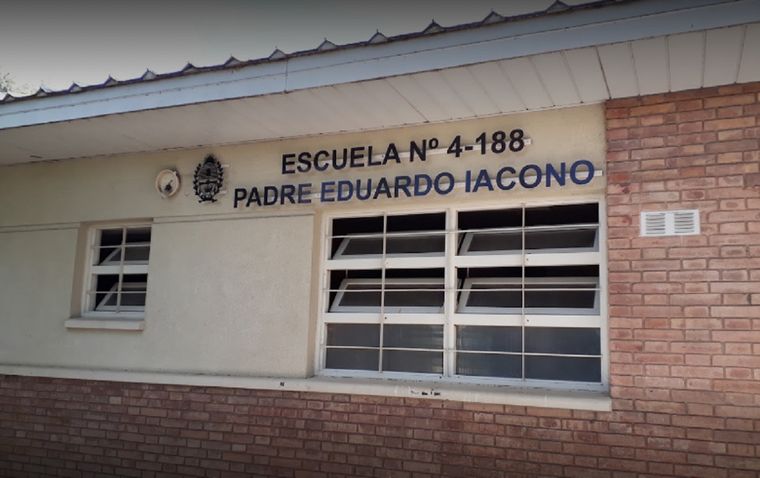 ESCUELA Nº 4-188
PADRE EDUARDO IACONO